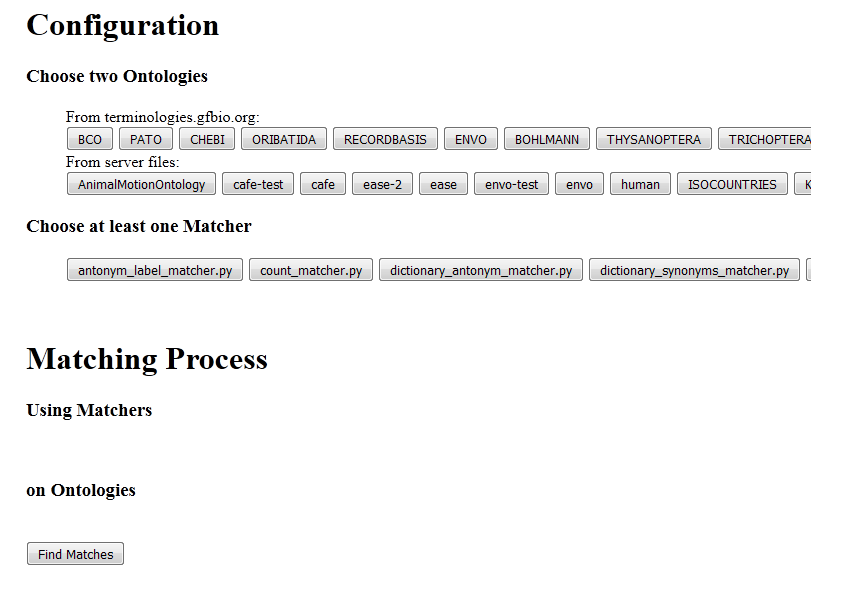 Configuration
Choose two Ontologies
From terminologies.gfbio.org:
BCO PATO CHEBI ORIBATIDA RECORDBASIS ENVO BOHLMANN THYSANOPTERA TRICHOPTERA
From server files:
AnimalMotionOntology cafe-test cafe ease-2 ease envo-test envo human ISOCOUNTRIES
Choose at least one Matcher
antonym_label_matcher.py count_matcher.py dictionary_antonym_matcher.py dictionary_synonyms_matcher.py
Matching Process
Using Matchers
on Ontologies
Find Matches